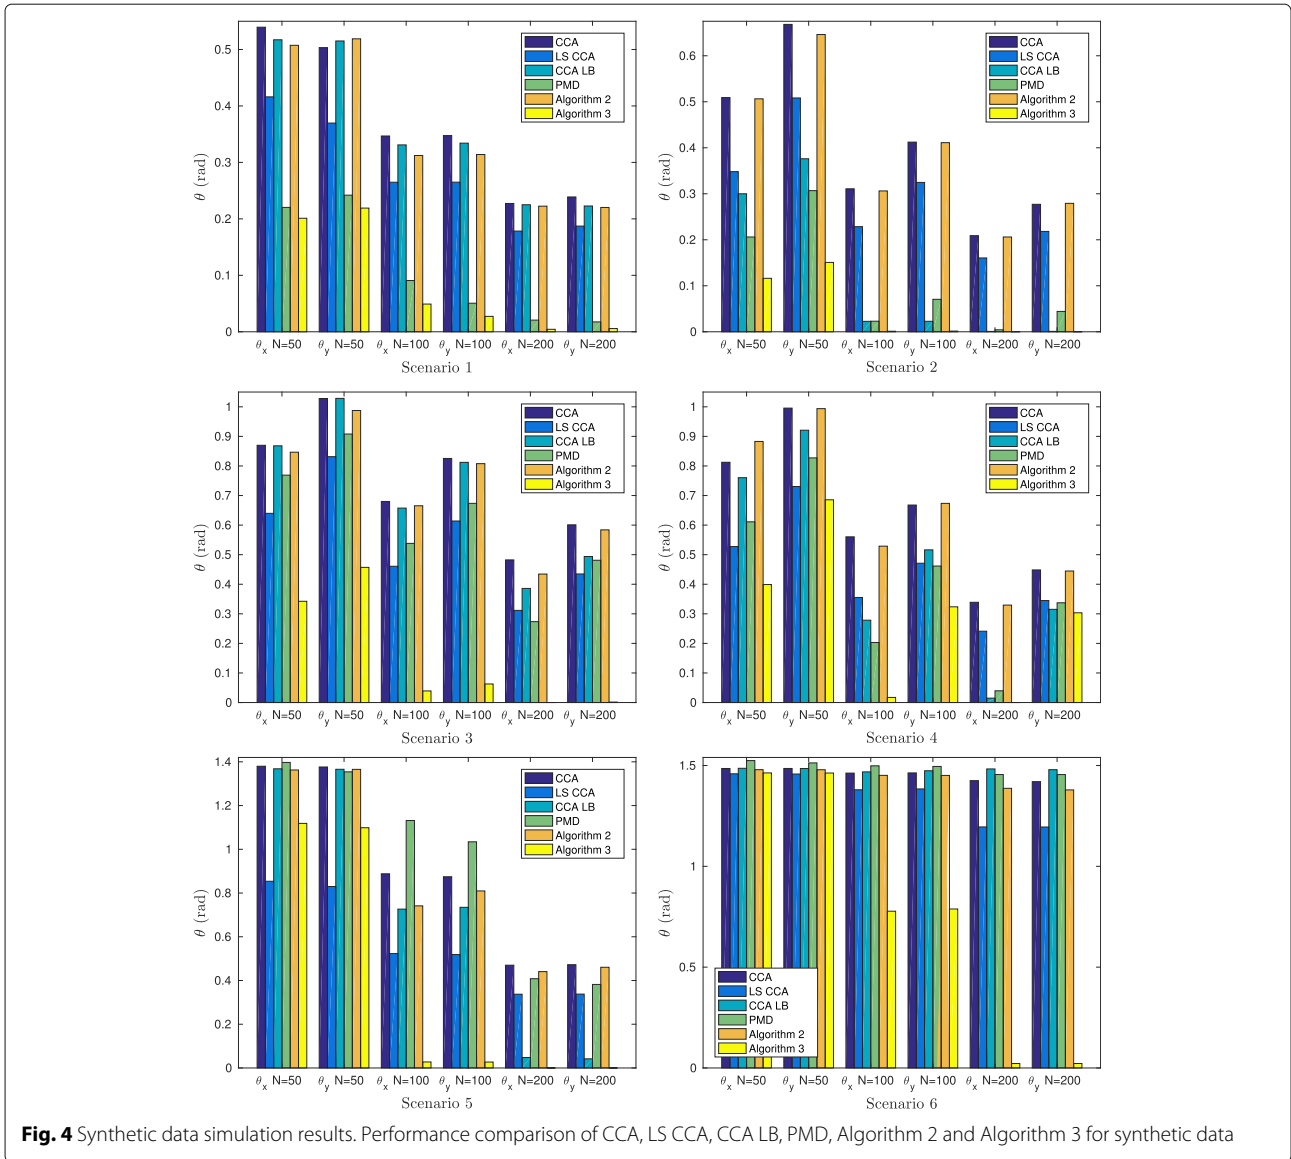 0.5
0.4
0.3
0.2
0.1
0
θ (rad)
CCA
LS CCA
CCA LB
PMD
Algorithm 2
Algorithm 3
θx N=50 θy N=50 θx N=100 θy N=100 θx N=200 θy N=200
Scenario 1
0.6
0.5
0.4
0.3
0.2
0.1
0
θ (rad)
CCA
LS CCA
CCA LB
PMD
Algorithm 2
Algorithm 3
θx N=50 θy N=50 θx N=100 θy N=100 θx N=200 θy N=200
Scenario 2
1
0.9
0.8
0.7
0.6
0.5
0.4
0.3
0.2
0.1
0
θ (rad)
CCA
LS CCA
CCA LB
PMD
Algorithm 2
Algorithm 3
θx N=50 θy N=50 θx N=100 θy N=100 θx N=200 θy N=200
Scenario 3
1
0.9
0.8
0.7
0.6
0.5
0.4
0.3
0.2
0.1
0
θ (rad)
CCA
LS CCA
CCA LB
PMD
Algorithm 2
Algorithm 3
θx N=50 θy N=50 θx N=100 θy N=100 θx N=200 θy N=200
Scenario 4
1.4
1.2
1
0.8
0.6
0.4
0.2
0
θ (rad)
CCA
LS CCA
CCA LB
PMD
Algorithm 2
Algorithm 3
θx N=50 θy N=50 θx N=100 θy N=100 θx N=200 θy N=200
Scenario 5
1.5
1
0.5
0
θ (rad)
CCA
LS CCA
CCA LB
PMD
Algorithm 2
Algorithm 3
θx N=50 θy N=50 θx N=100 θy N=100 θx N=200 θy N=200
Scenario 6
Fig. 4 Synthetic data simulation results. Performance comparison of CCA, LS CCA, CCA LB, PMD, Algorithm 2 and Algorithm 3 for synthetic data